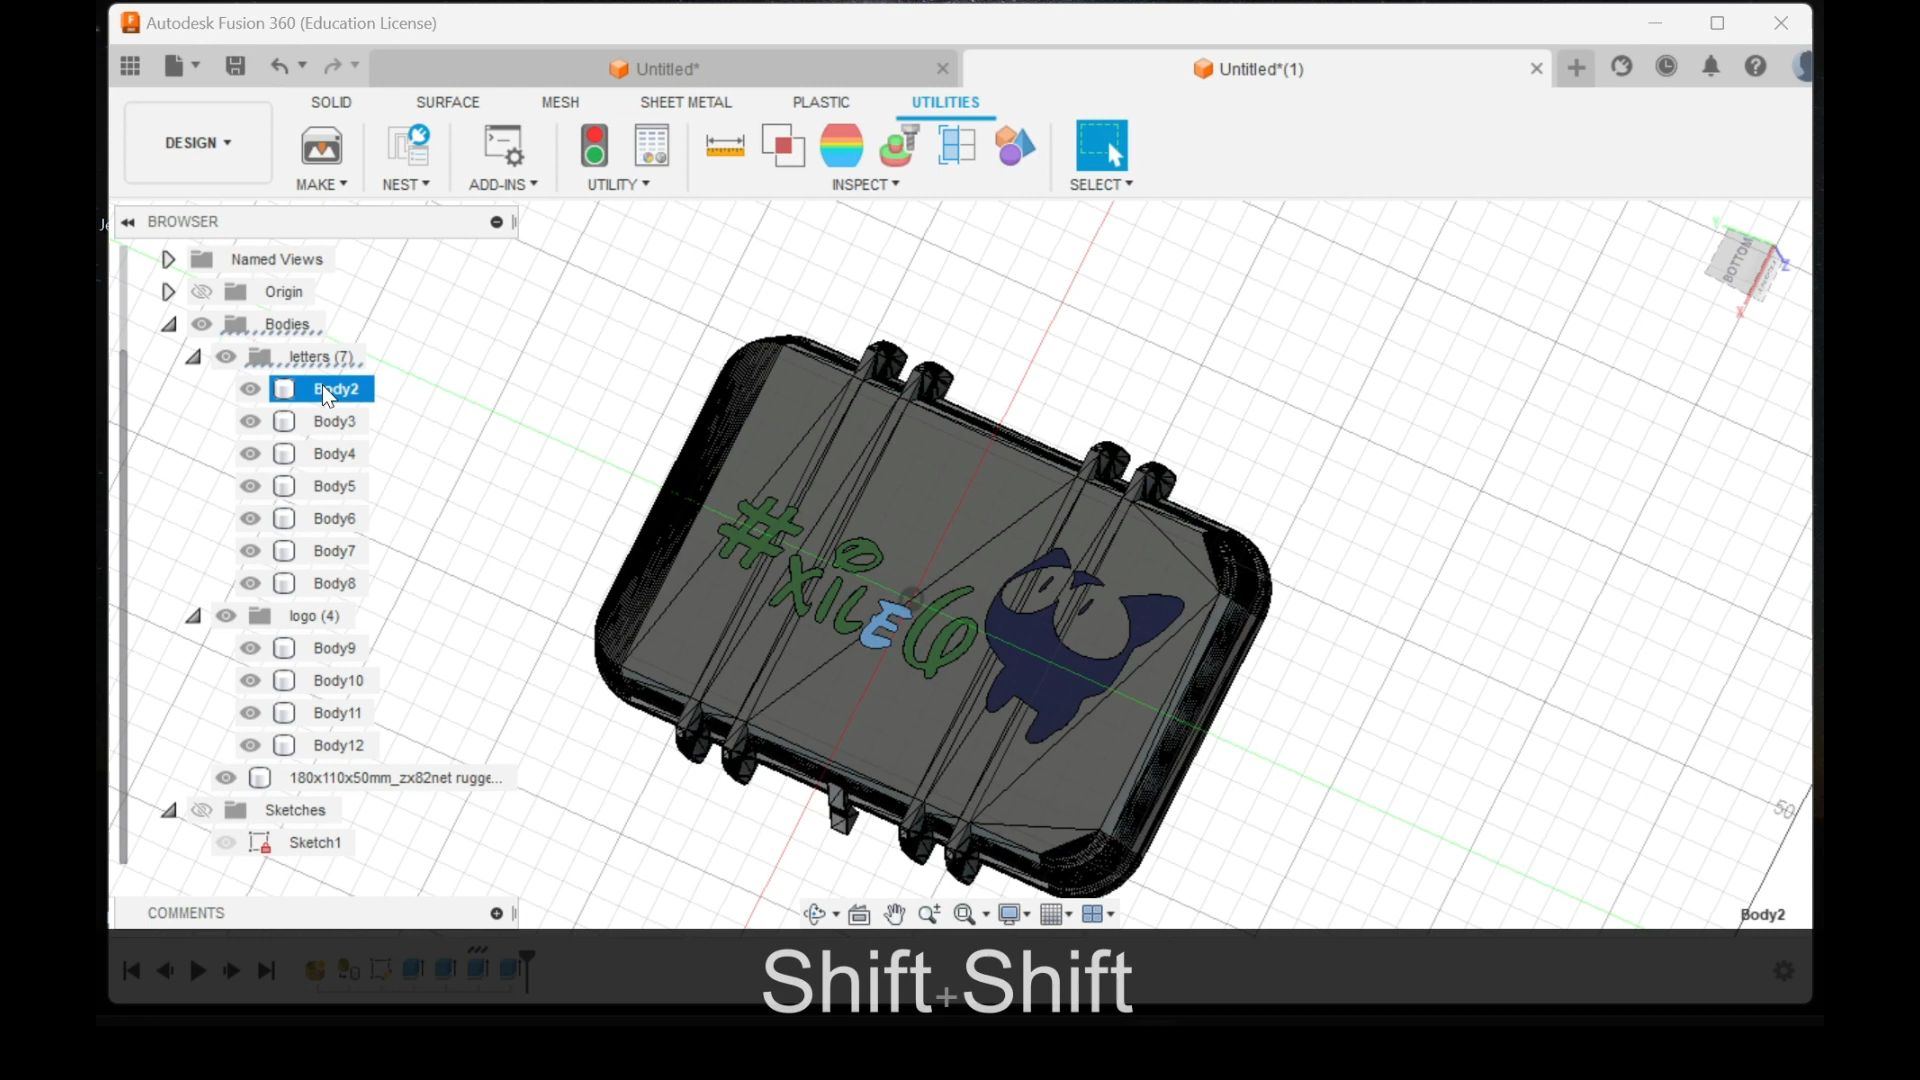 Autodesk Fusion 360 (Education License)
Untitled*
Untitled*(1)
SOLID
SURFACE
MESH
SHEET METAL
PLASTIC
UTILITIES
DESIGN
MAKE
NEST
ADD-INS
UTILITY
INSPECT
SELECT
BROWSER
Named Views
Origin
Bodies
letters (7)
Body2
Body3
Body4
Body5
Body6
Body7
Body8
logo (4)
Body9
Body10
Body11
Body12
180x110x50mm_zx82net rugge...
Sketches
Sketch1
BOTTOM
Y
Z
X
50
COMMENTS
Body2
Shift+Shift